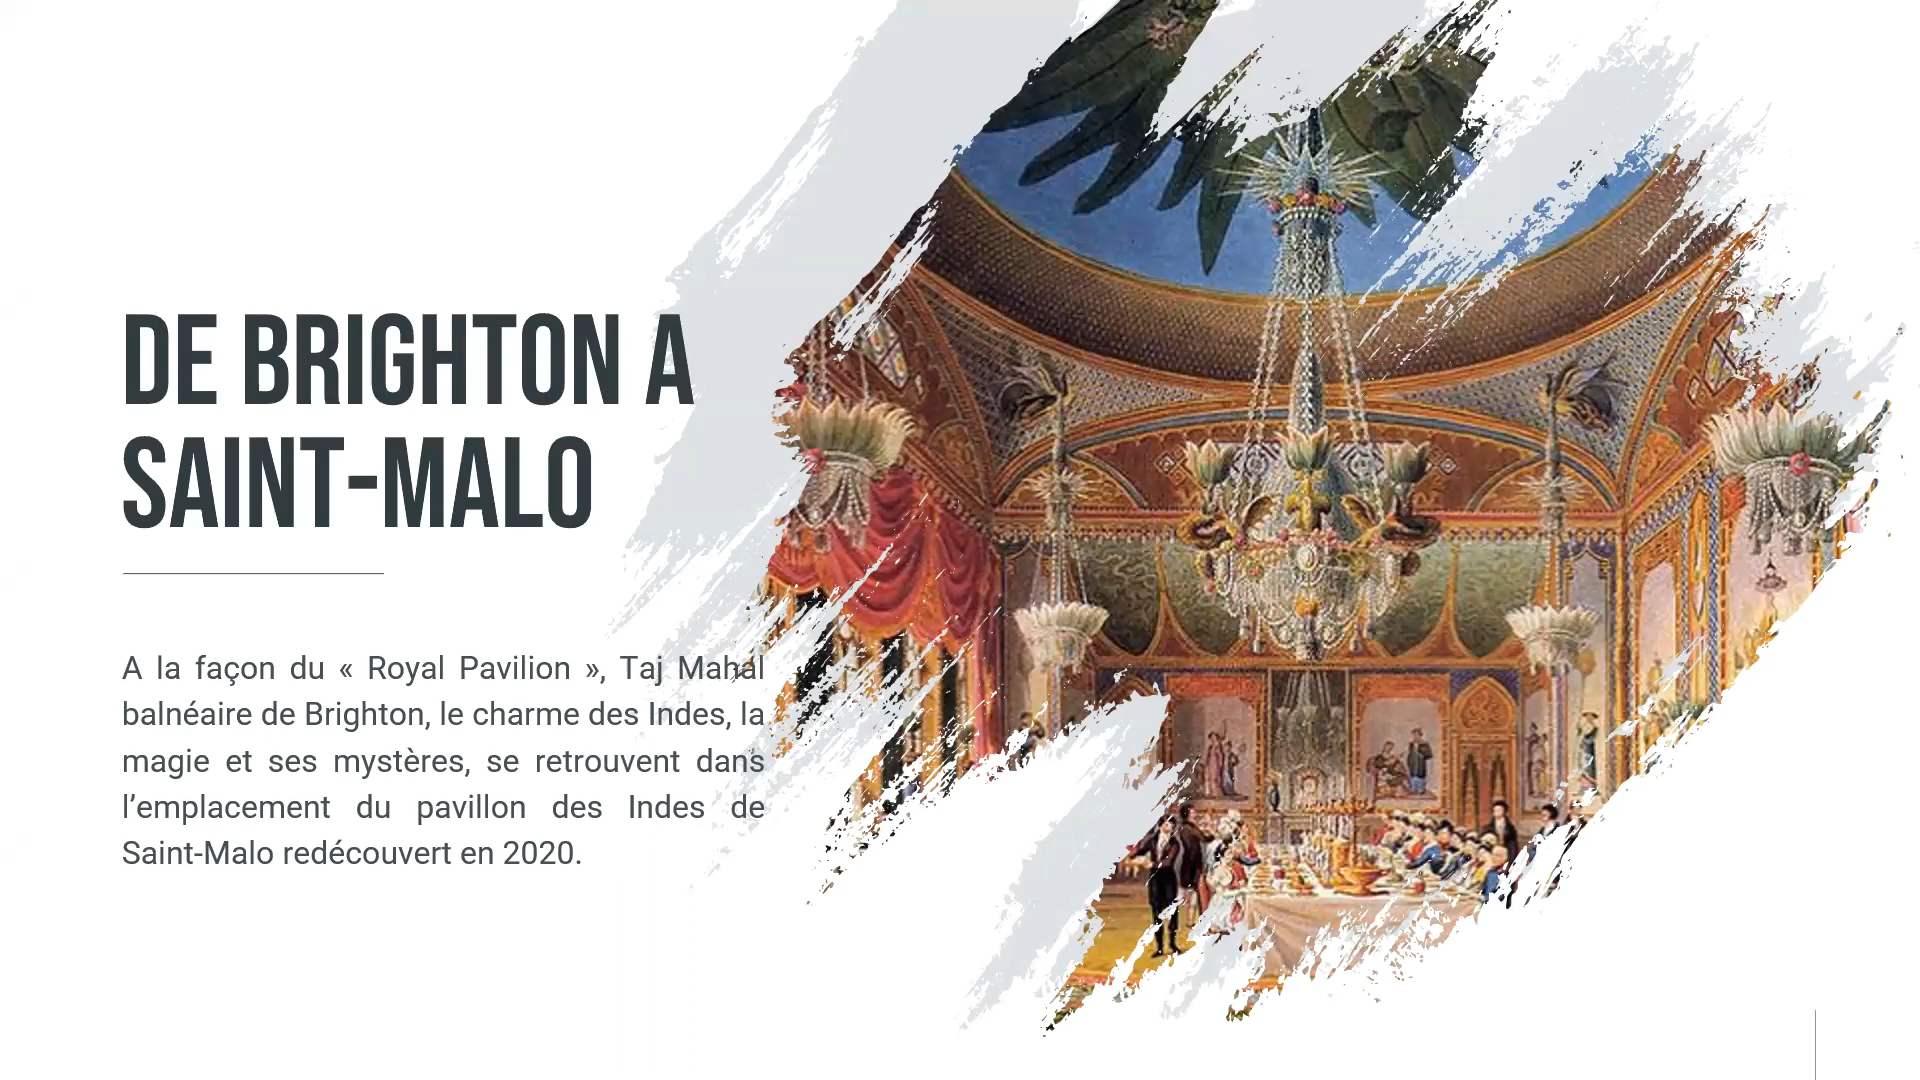 DE BRIGHTON A
SAINT-MALO
A la façon du « Royal Pavilion », Taj Mahal
balnéaire de Brighton, le charme des Indes, la
magie et ses mystères, se retrouvent dans
l’emplacement du pavillon des Indes de
Saint-Malo redécouvert en 2020.